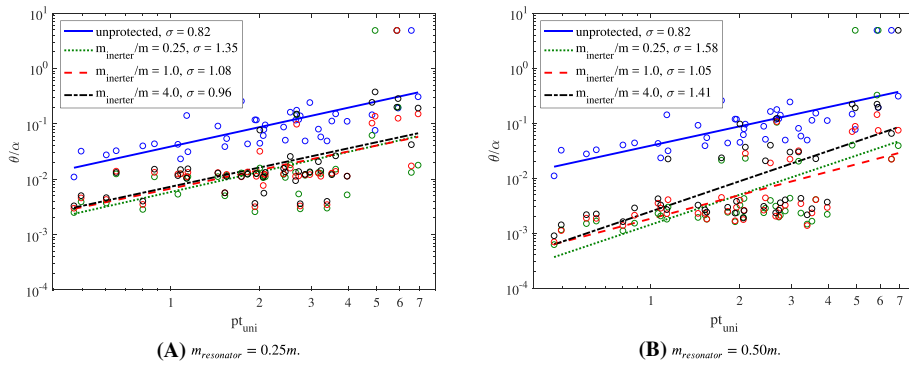 unprotected, σ = 0.82
m_inerter/m = 0.25, σ = 1.35
m_inerter/m = 1.0, σ = 1.08
m_inerter/m = 4.0, σ = 0.96
10^1
10^0
10^-1
10^-2
10^-3
10^-4
θ/α
1 2 3 4 5 6 7
pt_uni
(A) m_resonator = 0.25m.
unprotected, σ = 0.82
m_inerter/m = 0.25, σ = 1.58
m_inerter/m = 1.0, σ = 1.05
m_inerter/m = 4.0, σ = 1.41
10^1
10^0
10^-1
10^-2
10^-3
10^-4
θ/α
1 2 3 4 5 6 7
pt_uni
(B) m_resonator = 0.50m.